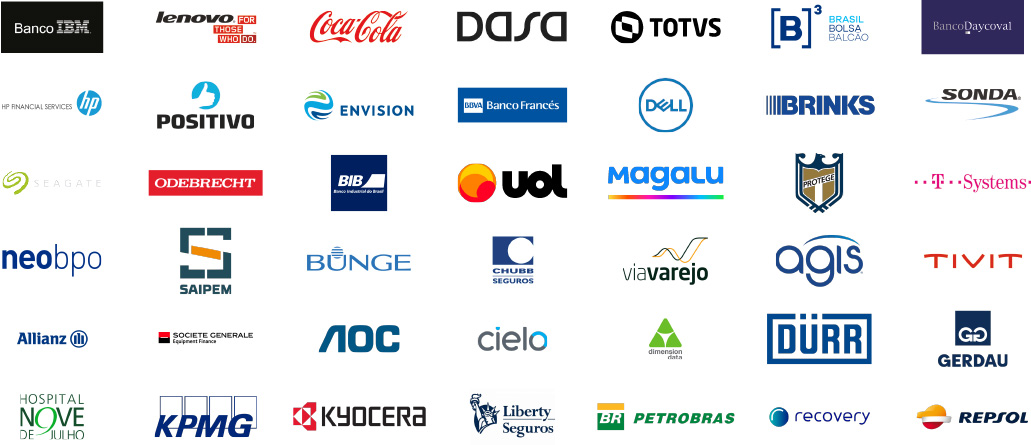 Banco IBM
lenovo. FOR
THOSE
WHO DO.
Coca-Cola
Dasa
TOTVS
[B]³ BRASIL
BOLSA
BALCÃO
BancoDaycoval
HP FINANCIAL SERVICES hp
POSITIVO
ENVISION
BBVA Banco Francés
DELL
BRINKS
SONDA
SEAGATE
ODEBRECHT
BIB
Banco Industrial do Brasil
uol
Magalu
PROTEGE
T Systems
neobpo
SAIPEM
BUNGE
CHUBB
SEGUROS
viavarejo
agis
TIVIT
Allianz
SOCIETE GENERALE
Equipment Finance
AOC
cielo
dimension
data
DÜRR
GG
GERDAU
HOSPITAL
NOVE
DE JULHO
KPMG
KYOCERA
Liberty
Seguros
BR PETROBRAS
recovery
REPSOL